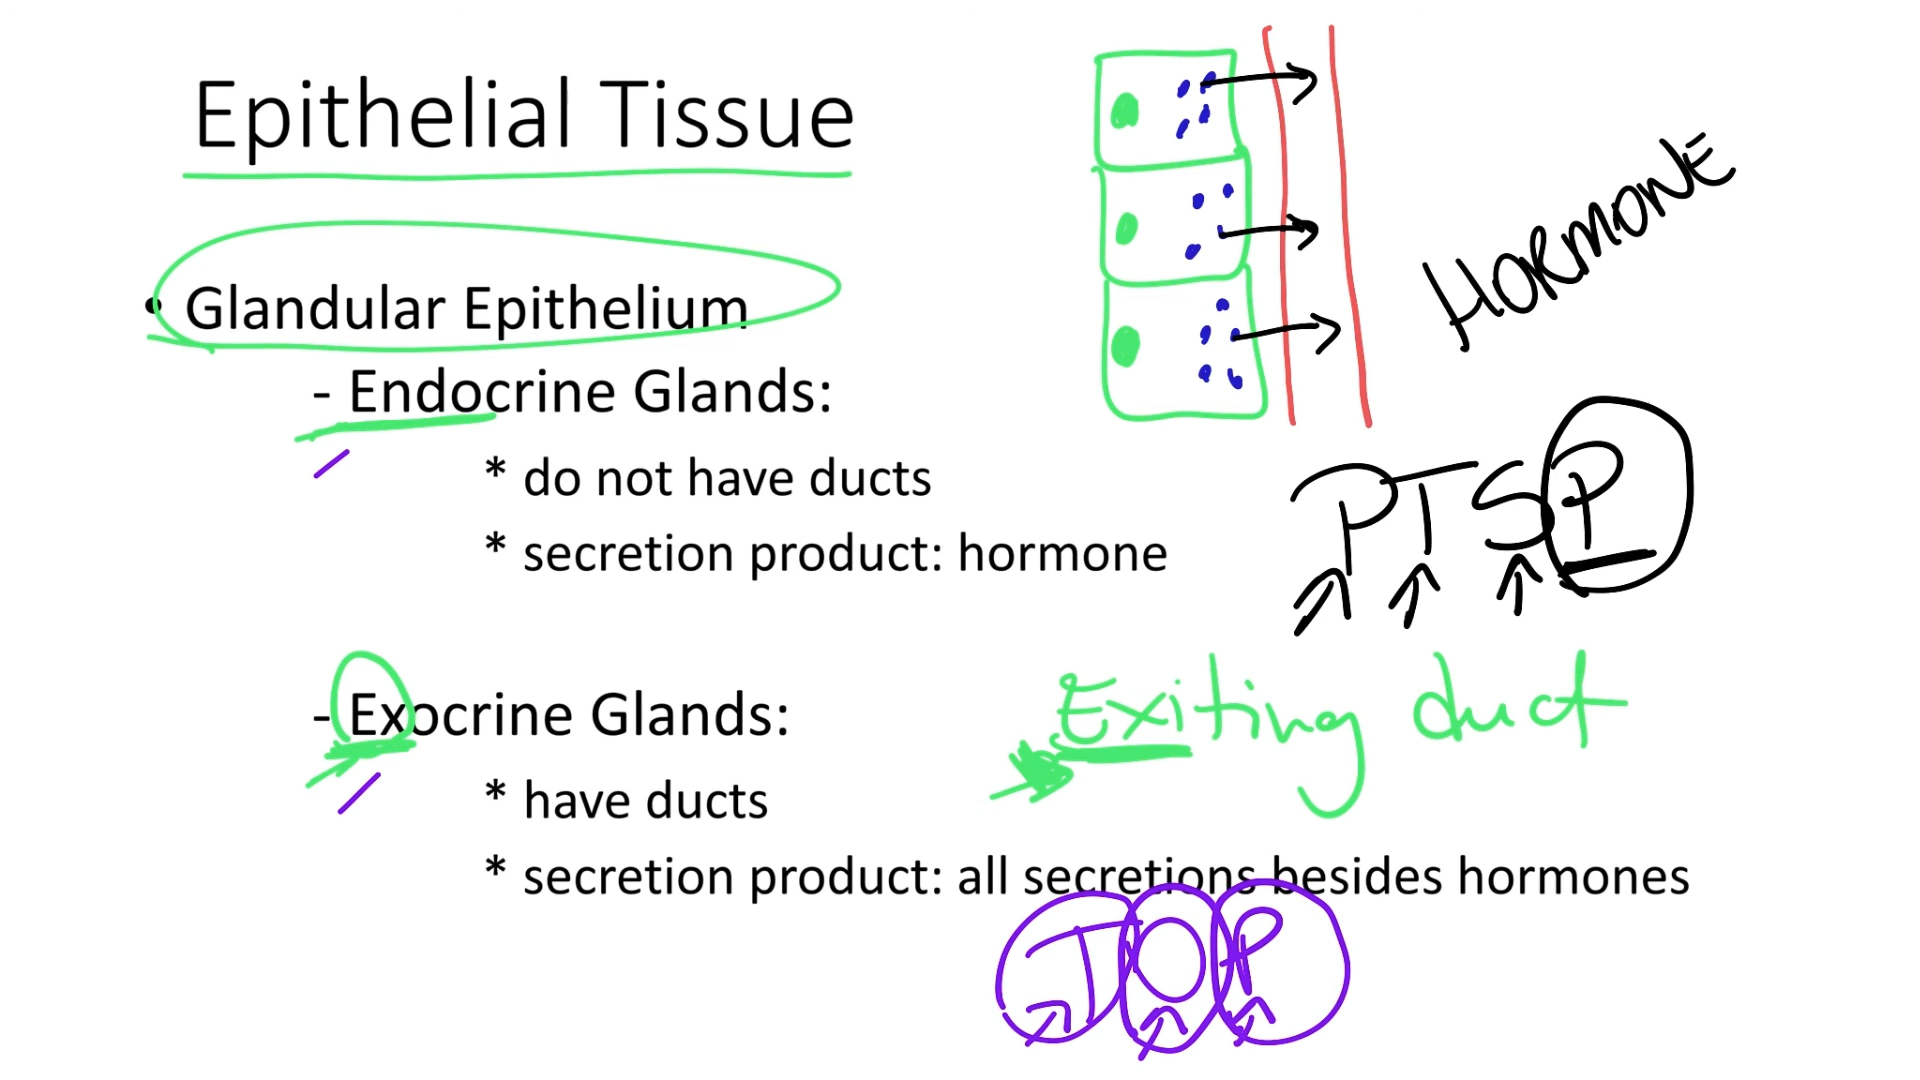 Epithelial Tissue
• Glandular Epithelium
- Endocrine Glands:
* do not have ducts
* secretion product: hormone
HORMONE
PTSP
- Exocrine Glands:
Exiting duct
* have ducts
* secretion product: all secretions besides hormones
TOP